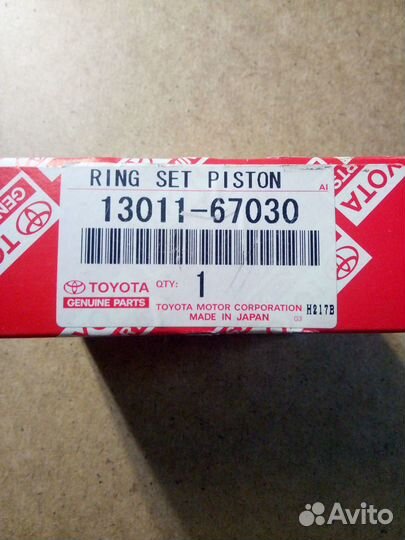 RING SET PISTON
AI
13011-67030
TOYOTA
GENUINE PARTS
QTY:
1
TOYOTA MOTOR CORPORATION
MADE IN JAPAN
03
H217B
TOYOTA
Avito